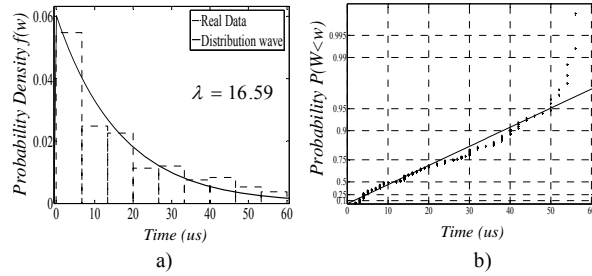 Probability Density f(w)
0.06
0.04
0.02
0
Real Data
Distribution wave
λ = 16.59
0 10 20 30 40 50 60
Time (us)
a)
Probability P(W<w)
0.995
0.95
0.9
0.75
0.5
0.25
0.1
0 10 20 30 40 50 60
Time (us)
b)